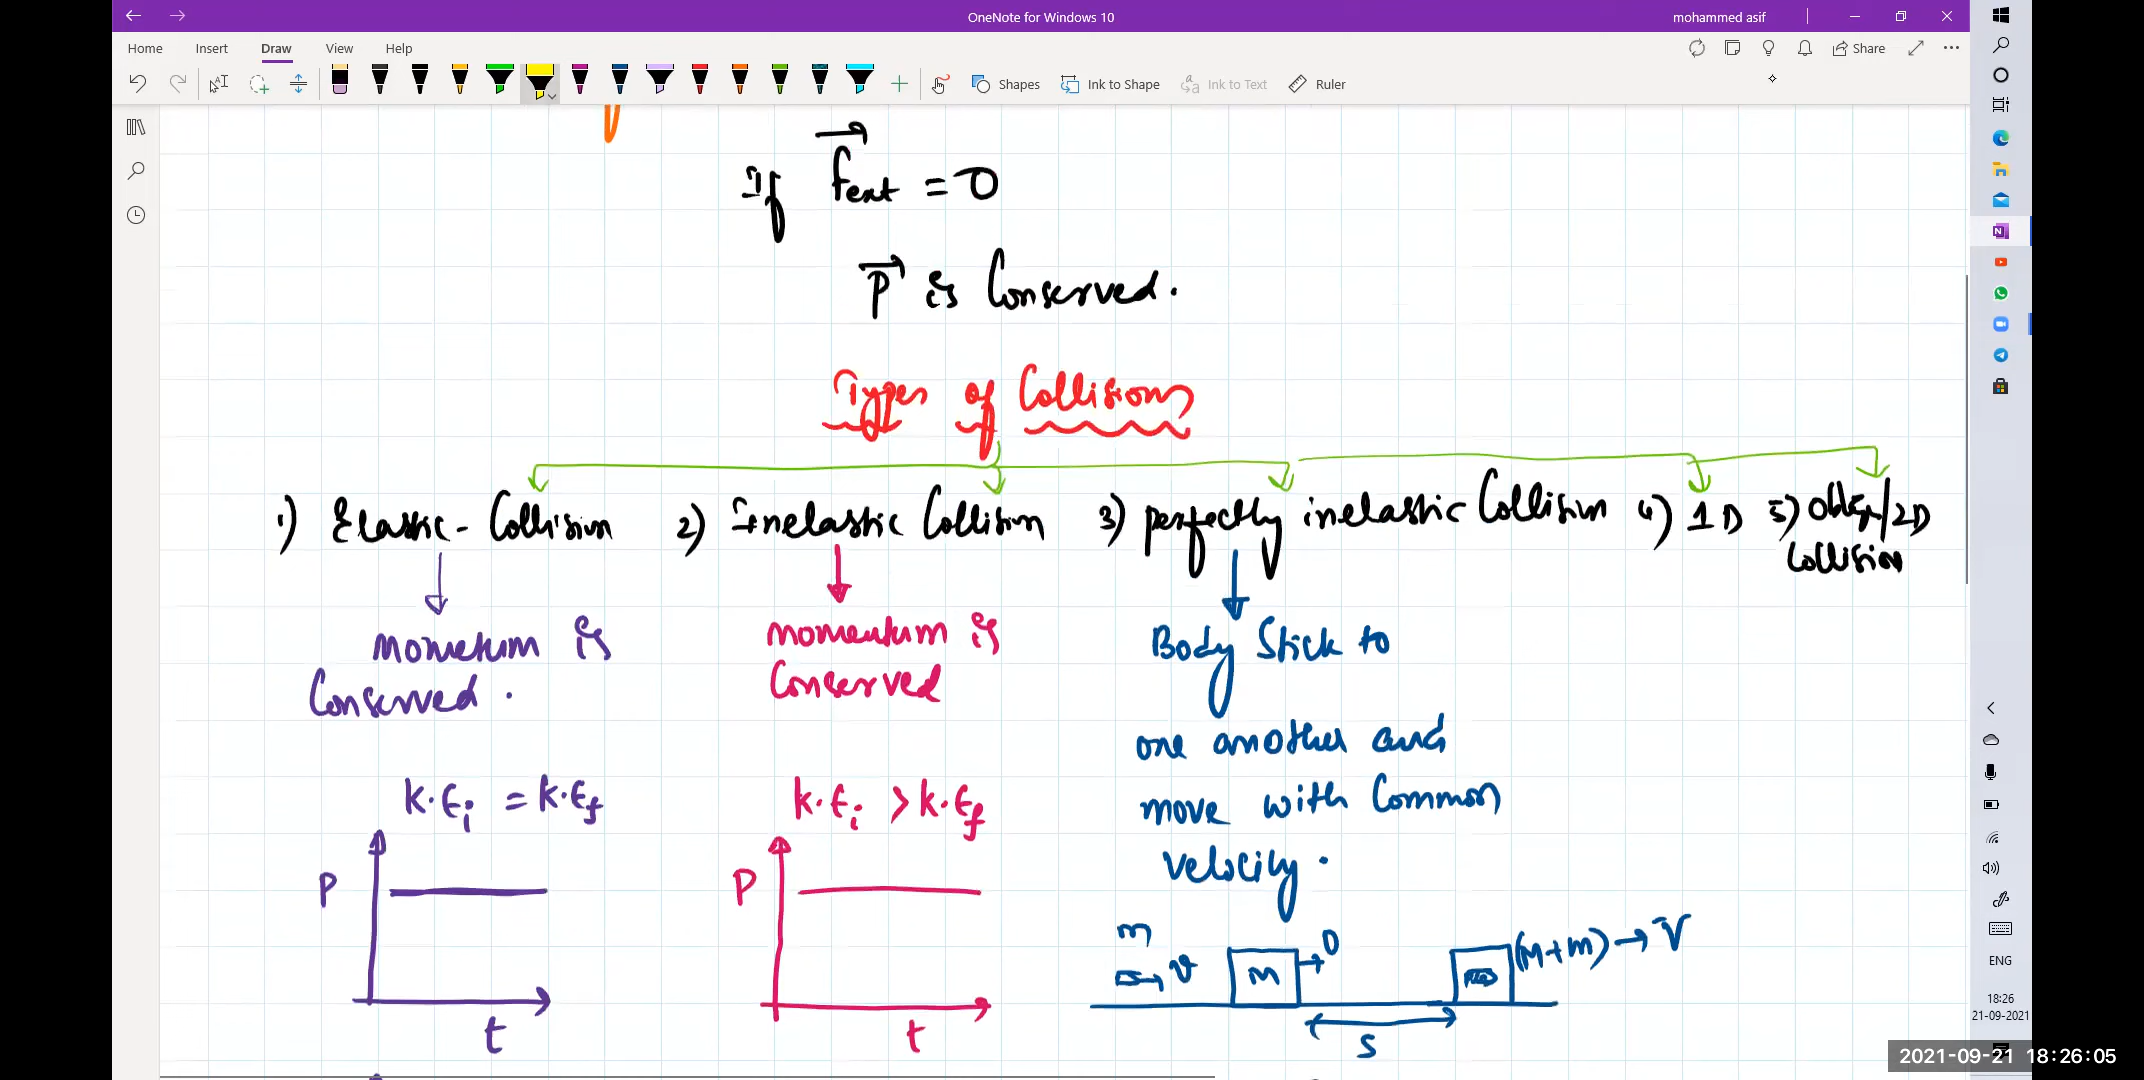 OneNote for Windows 10
mohammed asif
Home Insert Draw View Help
Share
Shapes Ink to Shape Ink to Text Ruler
If Fext = 0
P is Conserved.
Types of Collisions
1) Elastic - Collision 2) Inelastic Collision 3) perfectly inelastic Collision 4) 1D 5) /2D
Collision
Momentum is
Conserved.
K.Ei = K.Ef
P
t
momentum is
Conserved
K.Ei > K.Ef
P
t
Body Stick to
one another and
move with Common
velocity.
m
v
M
0
(M+m) → V
S
ENG
18:26
21-09-2021
2021-09-21 18:26:05